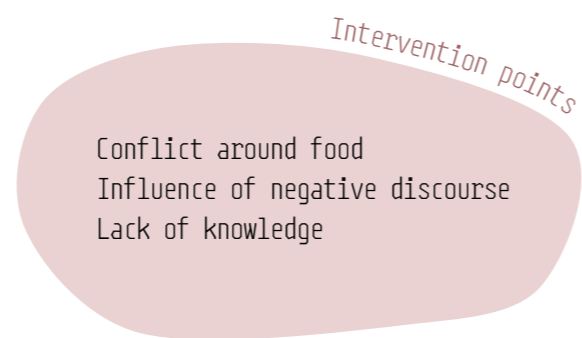 Intervention points
Conflict around food
Influence of negative discourse
Lack of knowledge